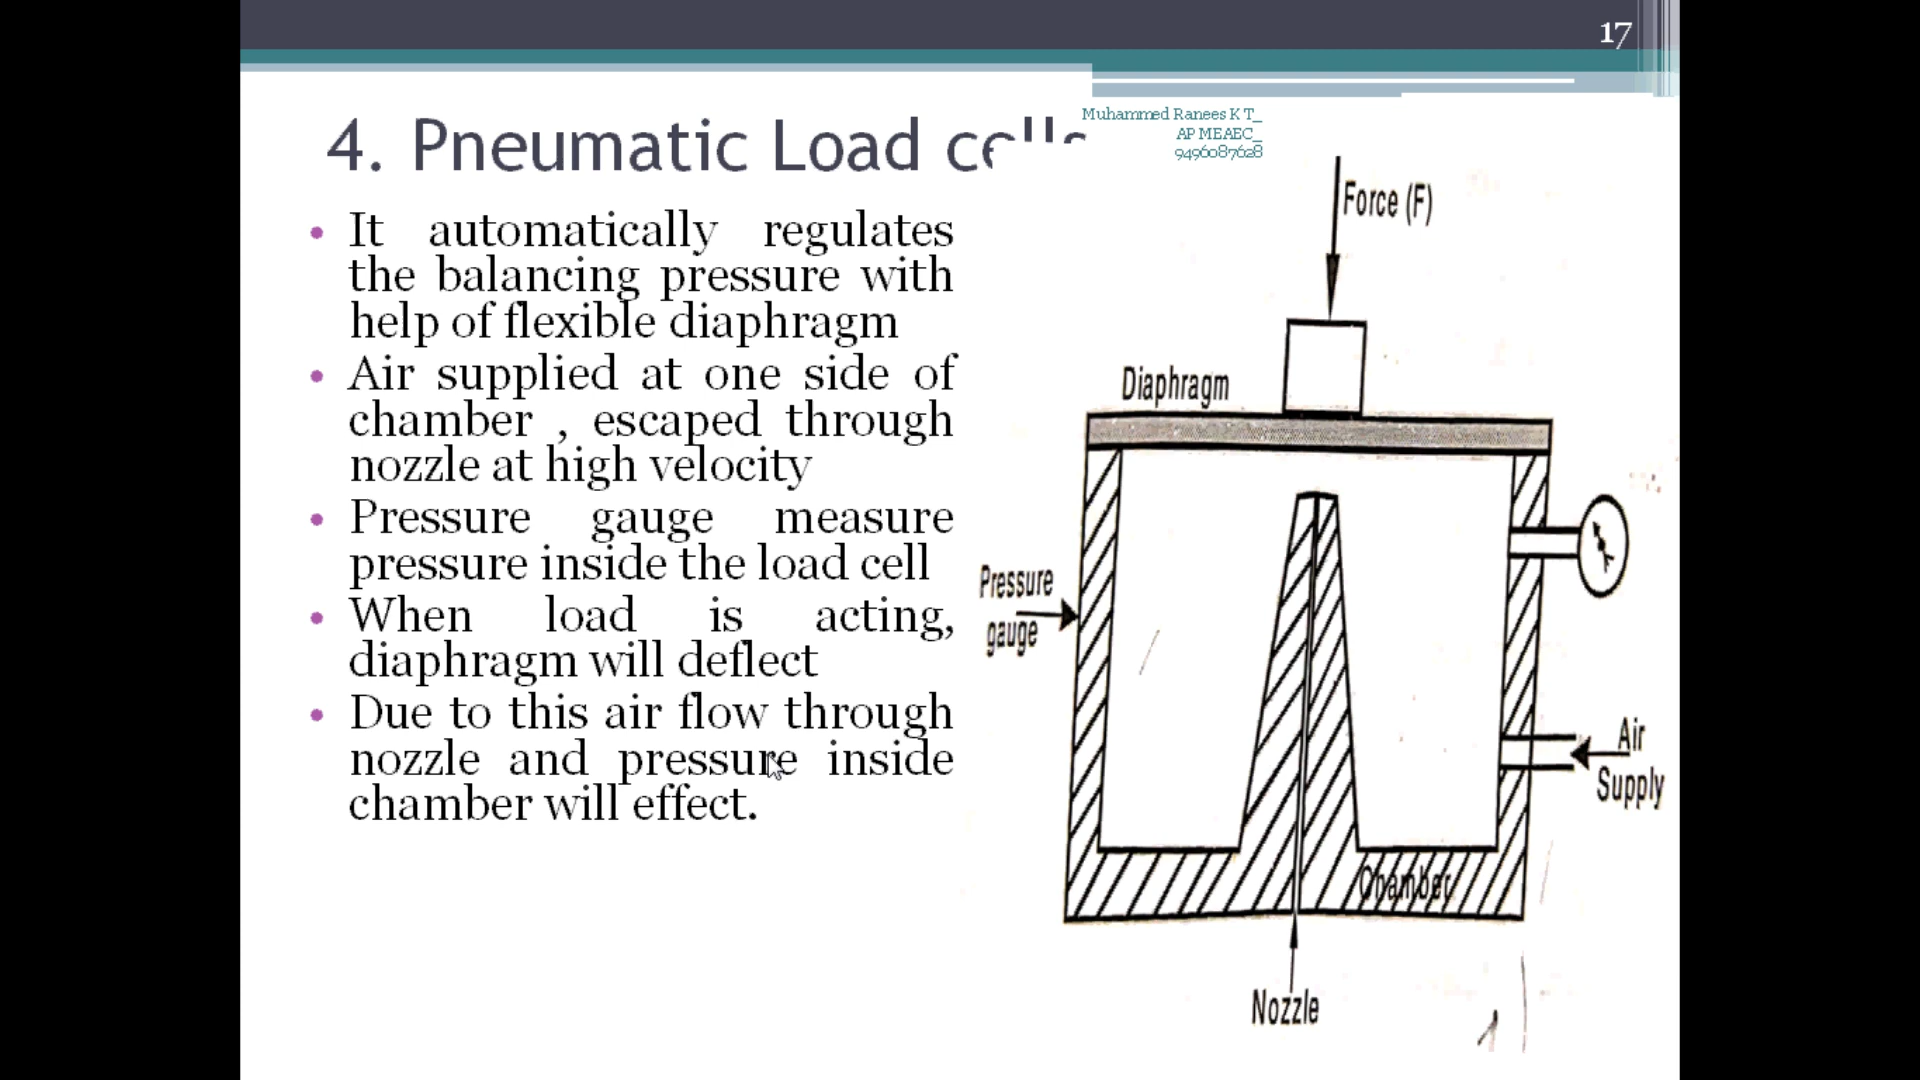 17
Muhammed Ranees K T_
AP MEAEC_
9496087628
4. Pneumatic Load cells
• It automatically regulates
the balancing pressure with
help of flexible diaphragm
• Air supplied at one side of
chamber , escaped through
nozzle at high velocity
• Pressure gauge measure
pressure inside the load cell
• When load is acting,
diaphragm will deflect
• Due to this air flow through
nozzle and pressure inside
chamber will effect.
Force (F)
Diaphragm
Pressure
gauge
Air
Supply
Chamber
Nozzle